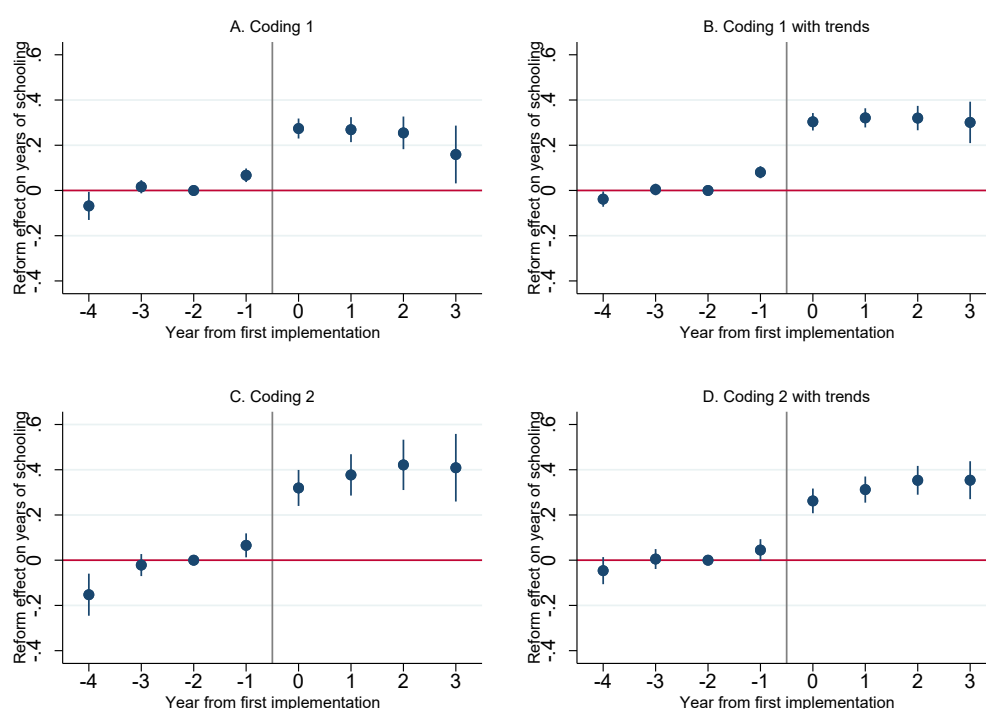 A. Coding 1
Reform effect on years of schooling
.6
.4
.2
0
-.2
-.4
-4 -3 -2 -1 0 1 2 3
Year from first implementation
B. Coding 1 with trends
Reform effect on years of schooling
.6
.4
.2
0
-.2
-.4
-4 -3 -2 -1 0 1 2 3
Year from first implementation
C. Coding 2
Reform effect on years of schooling
.6
.4
.2
0
-.2
-.4
-4 -3 -2 -1 0 1 2 3
Year from first implementation
D. Coding 2 with trends
Reform effect on years of schooling
.6
.4
.2
0
-.2
-.4
-4 -3 -2 -1 0 1 2 3
Year from first implementation